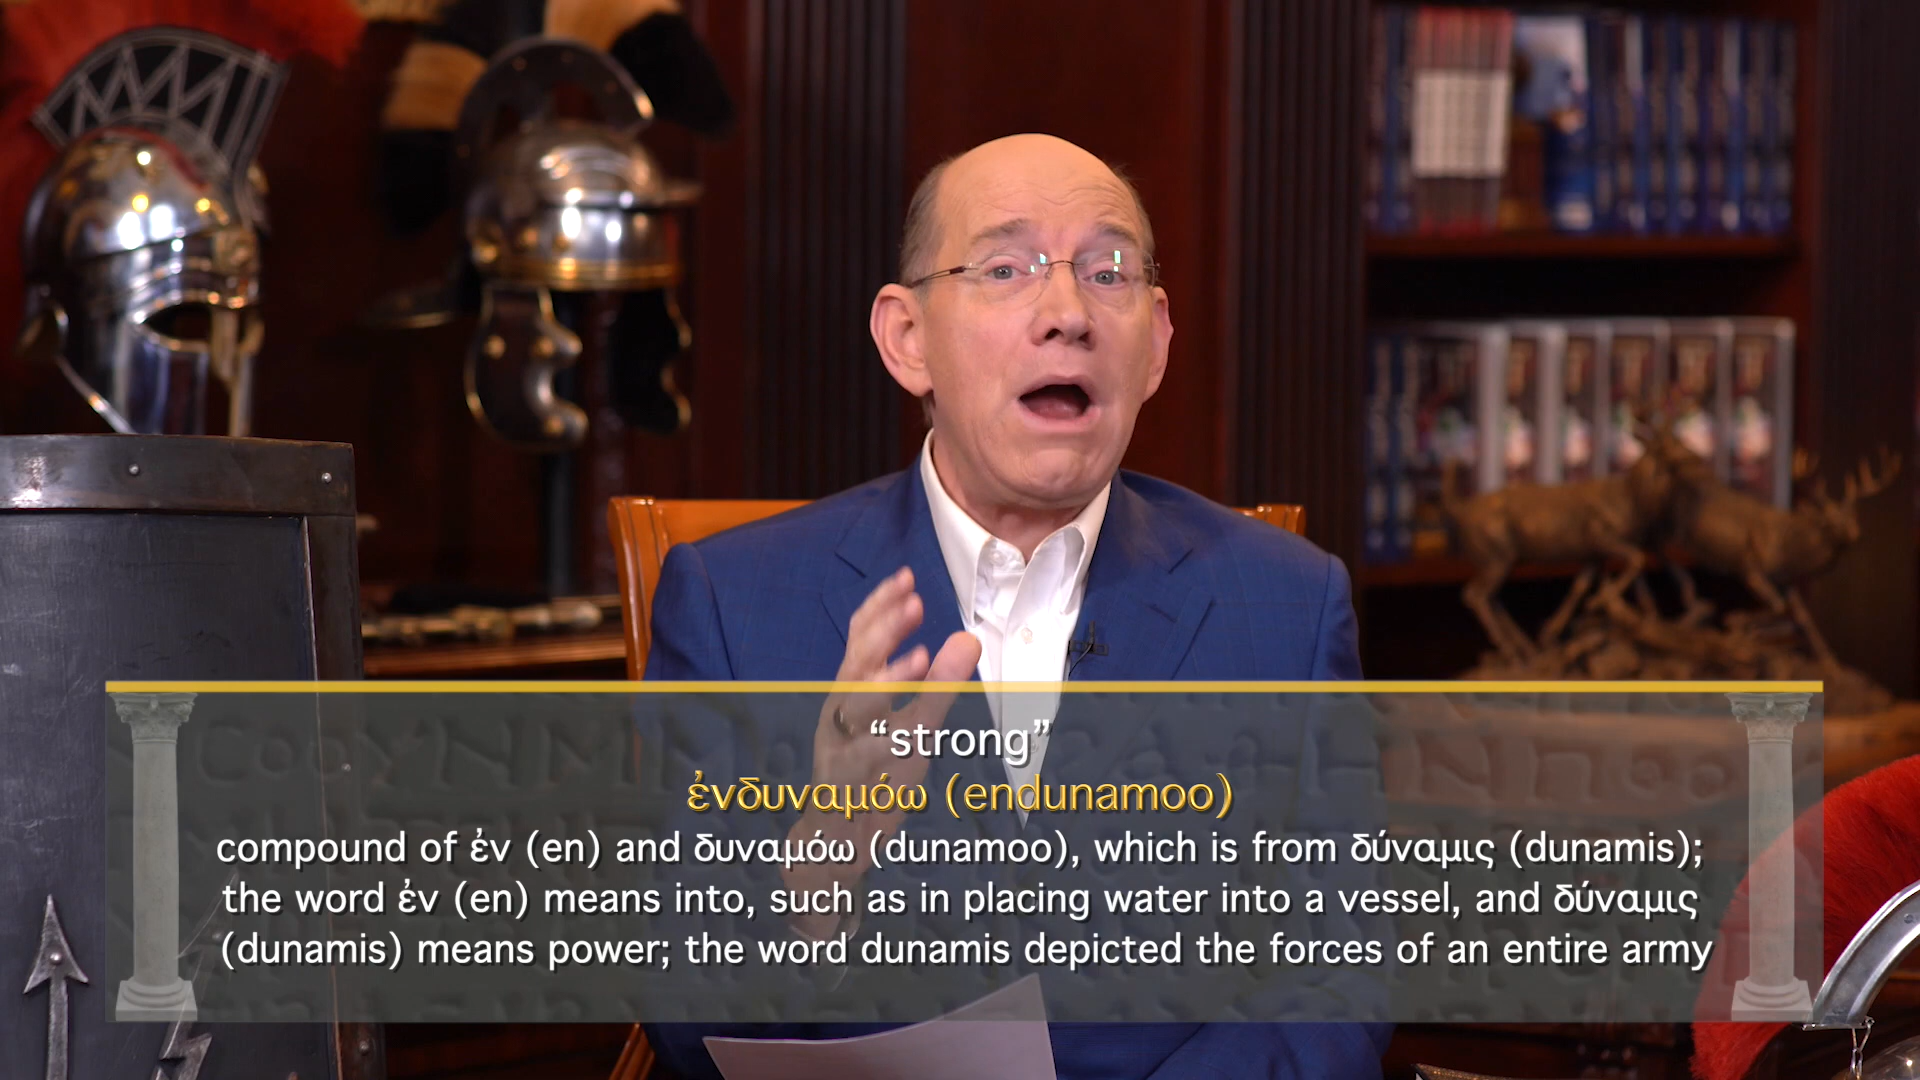 “strong”
ἐνδυναμόω (endunamoo)
compound of ἐν (en) and δυναμόω (dunamoo), which is from δύναμις (dunamis);
the word ἐν (en) means into, such as in placing water into a vessel, and δύναμις
(dunamis) means power; the word dunamis depicted the forces of an entire army